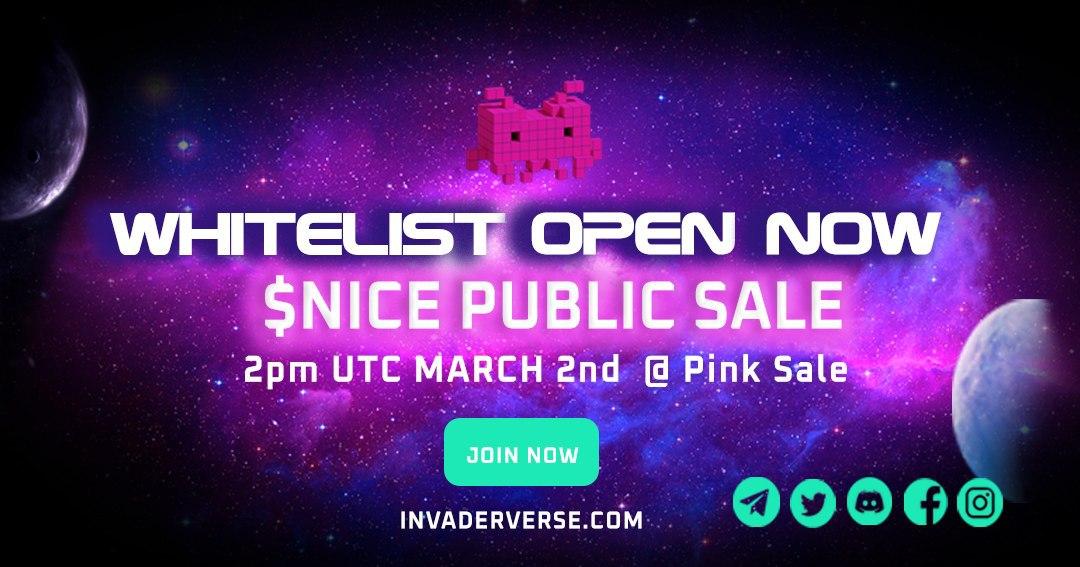 WHITELIST OPEN NOW
$NICE PUBLIC SALE
2pm UTC MARCH 2nd @ Pink Sale
JOIN NOW
INVADERVERSE.COM